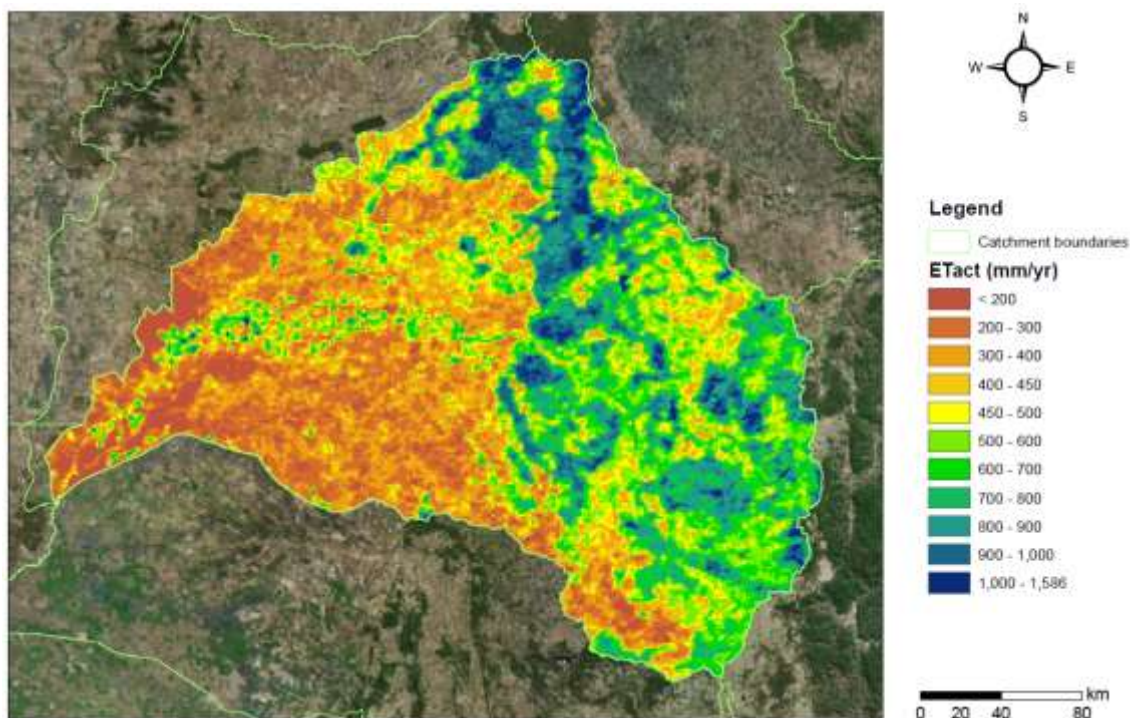 N
W E
S
Legend
Catchment boundaries
ETact (mm/yr)
< 200
200 - 300
300 - 400
400 - 450
450 - 500
500 - 600
600 - 700
700 - 800
800 - 900
900 - 1,000
1,000 - 1,586
km
0 20 40 80